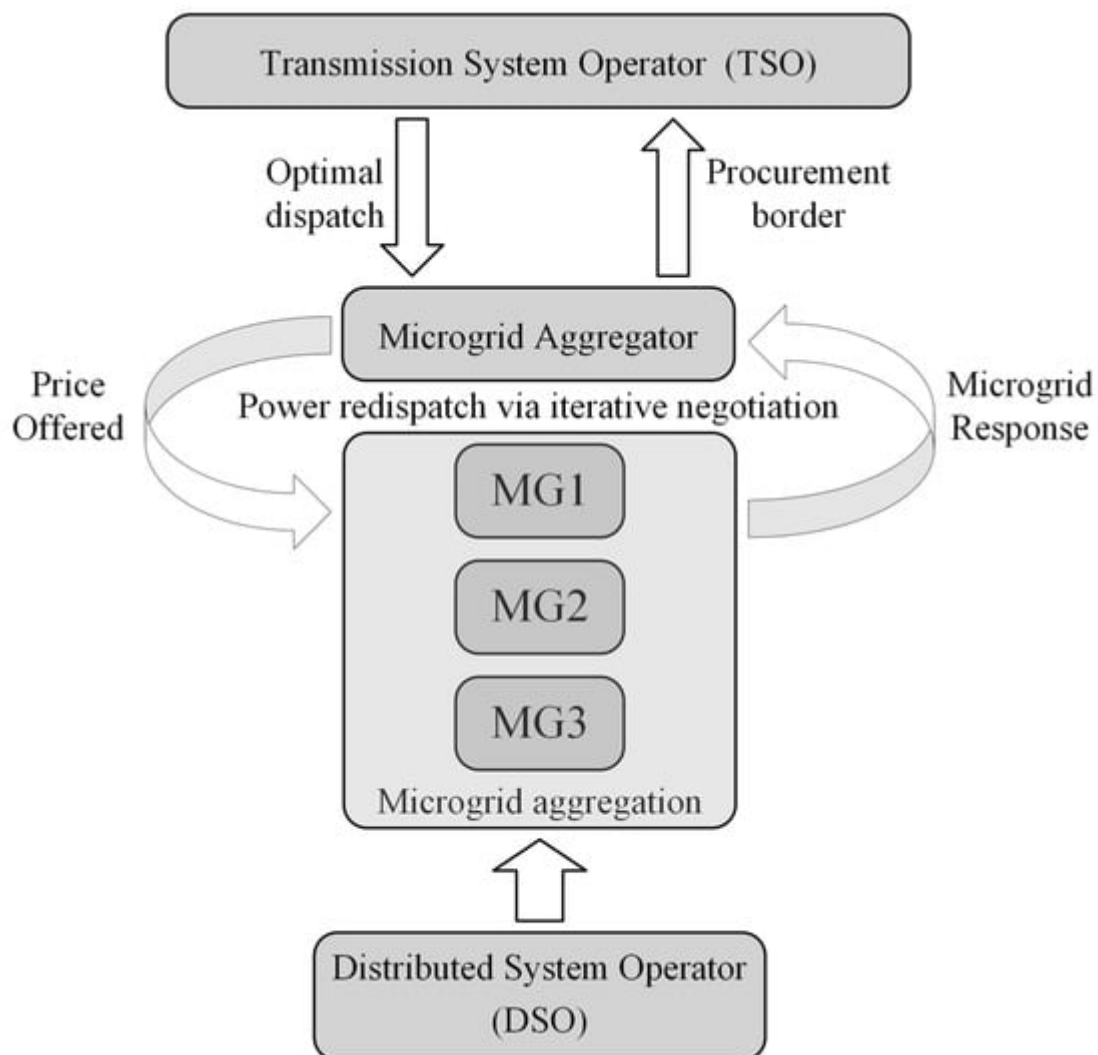 Transmission System Operator (TSO)
Optimal
dispatch
Procurement
border
Microgrid Aggregator
Price
Offered
Power redispatch via iterative negotiation
Microgrid
Response
MG1
MG2
MG3
Microgrid aggregation
Distributed System Operator
(DSO)